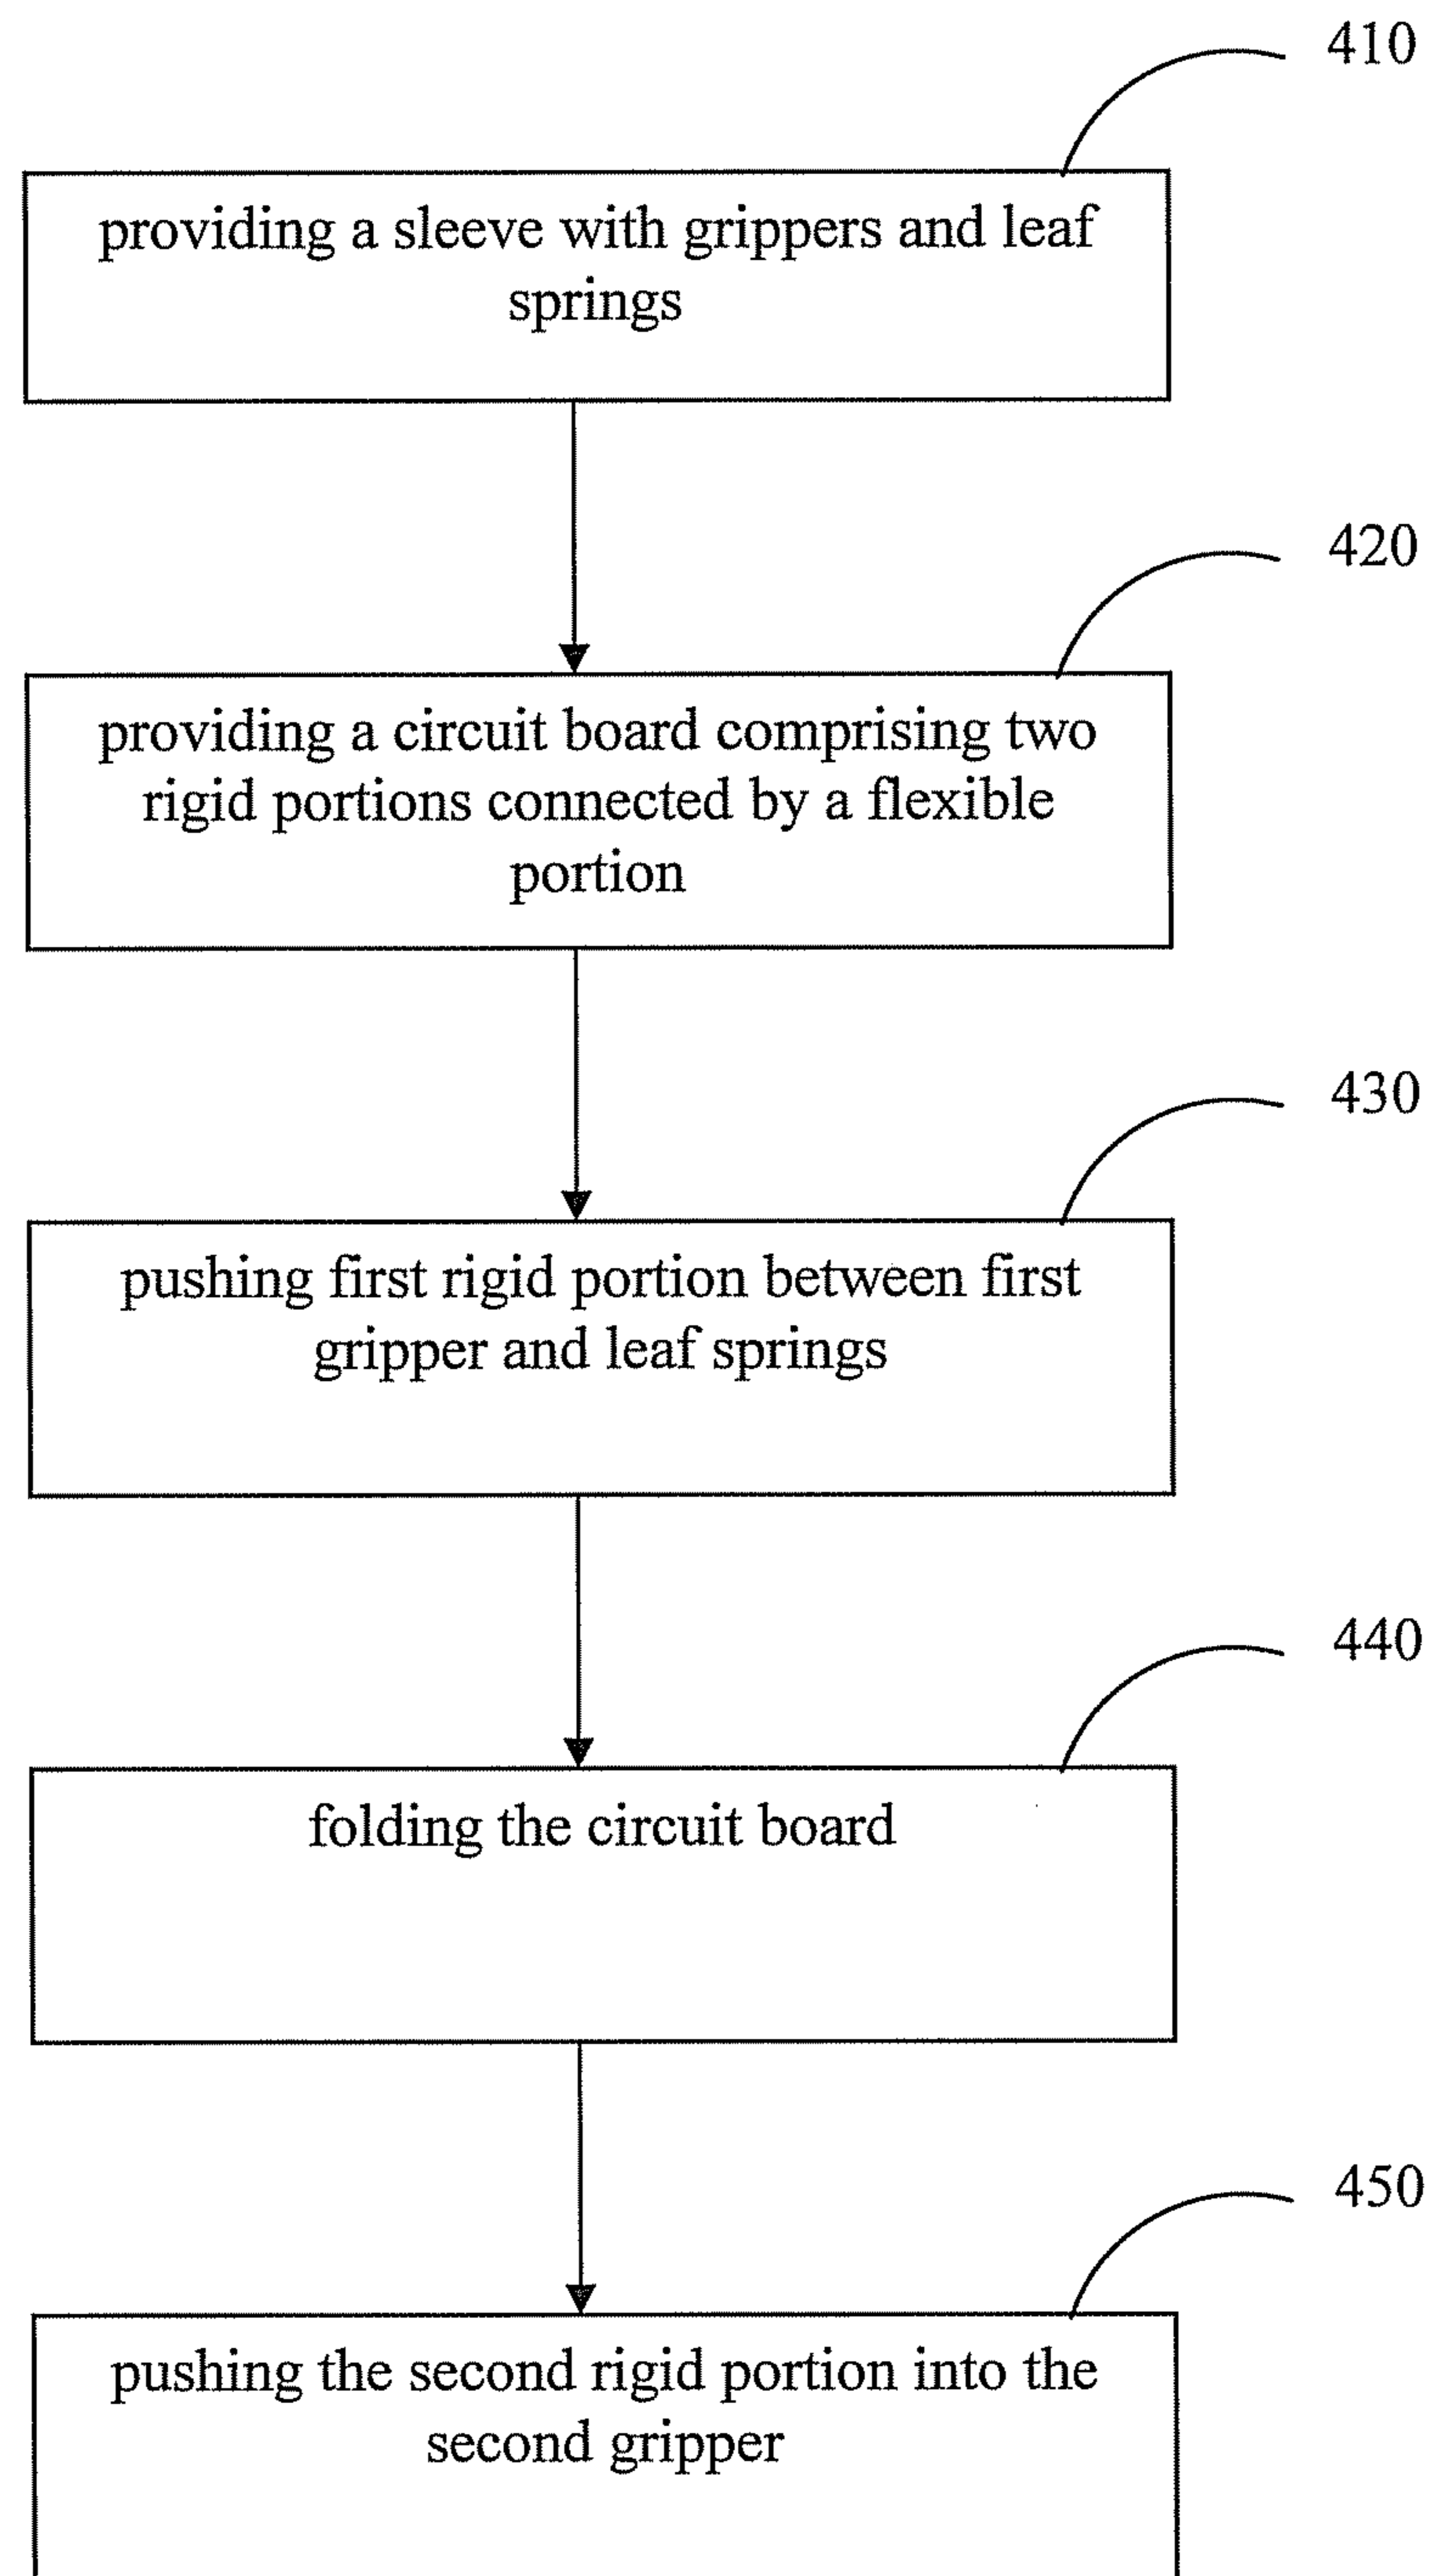 410
providing a sleeve with grippers and leaf
springs
420
providing a circuit board comprising two
rigid portions connected by a flexible
portion
430
pushing first rigid portion between first
gripper and leaf springs
440
folding the circuit board
450
pushing the second rigid portion into the
second gripper